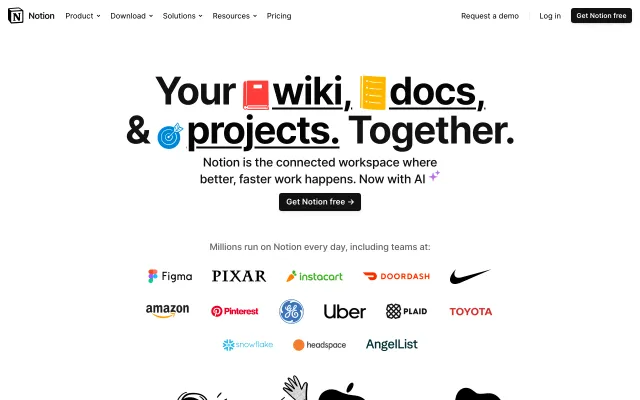 Notion Product Download Solutions Resources Pricing Request a demo Log in Get Notion free
Your wiki, docs,
& projects. Together.
Notion is the connected workspace where
better, faster work happens. Now with AI
Get Notion free →
Millions run on Notion every day, including teams at:
Figma PIXAR instacart DOORDASH
amazon Pinterest GE Uber PLAID TOYOTA
snowflake headspace AngelList